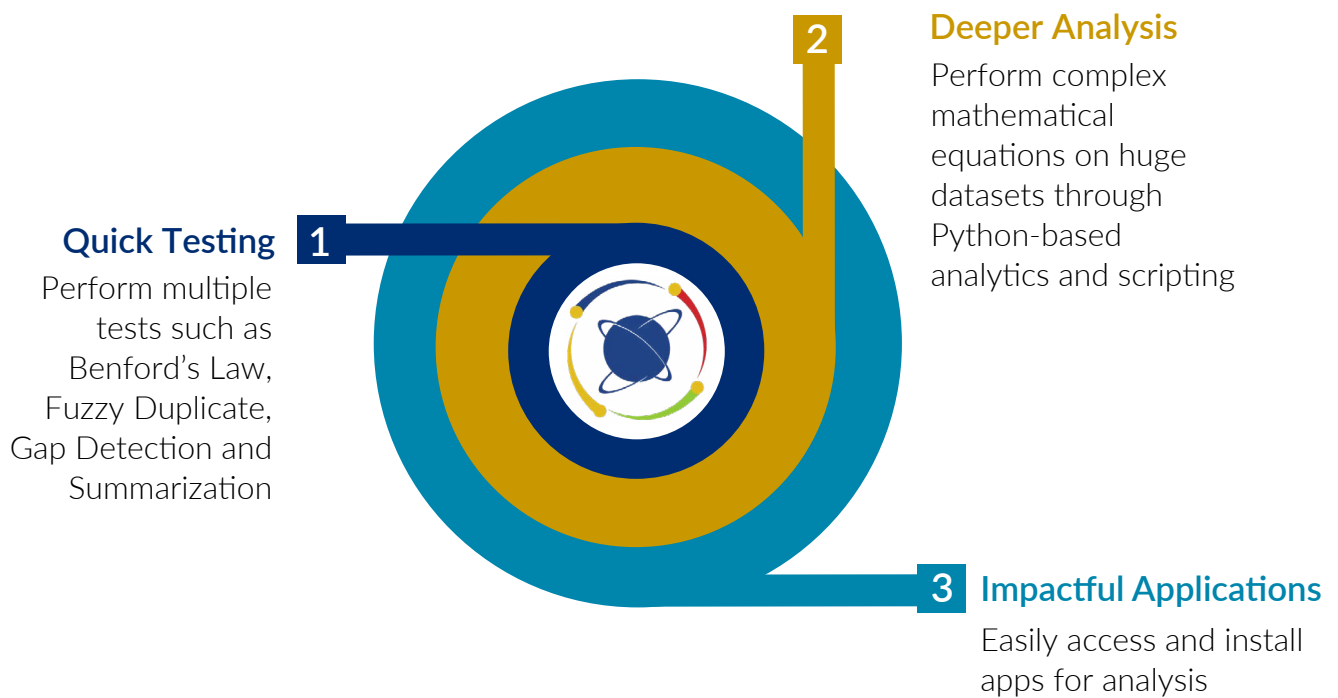 1
Quick Testing
Perform multiple
tests such as
Benford’s Law,
Fuzzy Duplicate,
Gap Detection and
Summarization
2
Deeper Analysis
Perform complex
mathematical
equations on huge
datasets through
Python-based
analytics and scripting
3
Impactful Applications
Easily access and install
apps for analysis